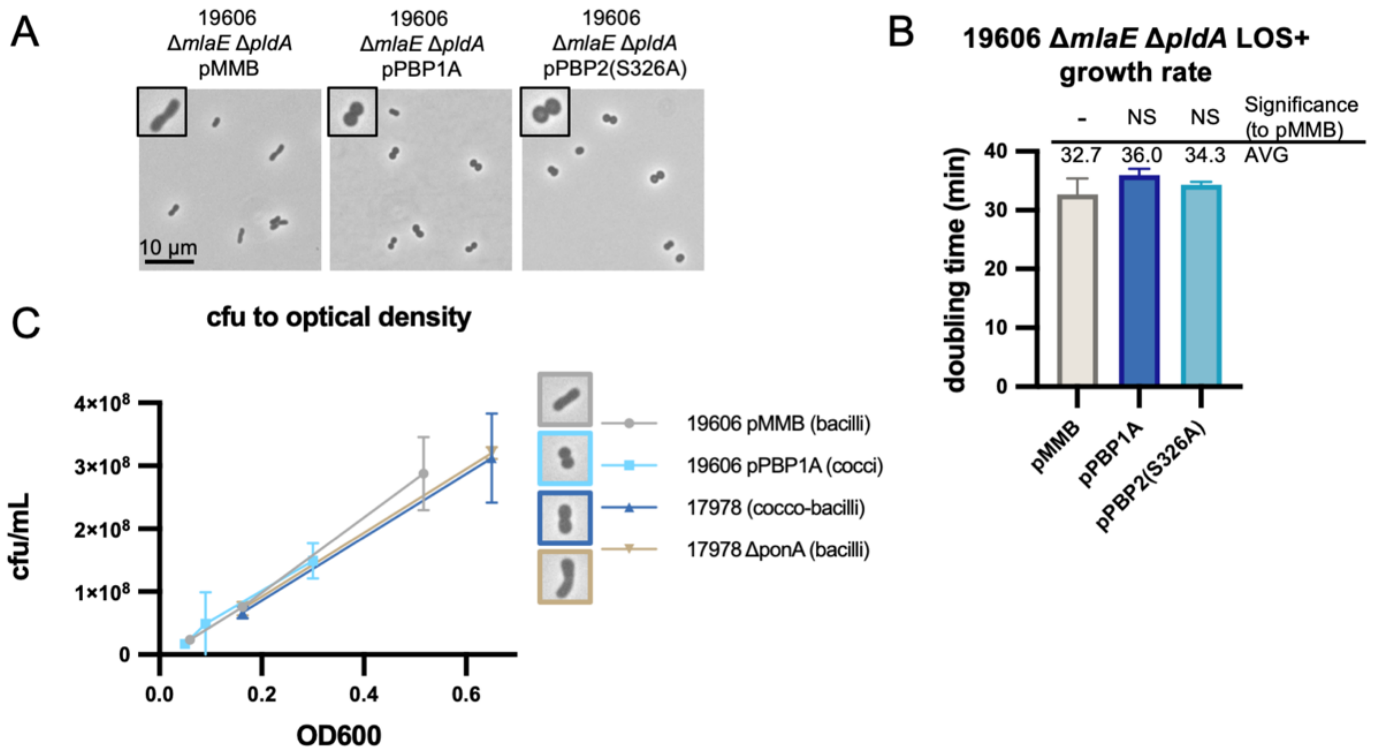 A
19606
ΔmlaE ΔpldA
pMMB
19606
ΔmlaE ΔpldA
pPBP1A
19606
ΔmlaE ΔpldA
pPBP2(S326A)
10 µm
B
19606 ΔmlaE ΔpldA LOS+
growth rate
- NS NS Significance
(to pMMB)
32.7 36.0 34.3 AVG
doubling time (min)
40
30
20
10
0
pMMB
pPBP1A
pPBP2(S326A)
C
cfu to optical density
cfu/mL
4×10⁸
3×10⁸
2×10⁸
1×10⁸
0
0.0 0.2 0.4 0.6
OD600
19606 pMMB (bacilli)
19606 pPBP1A (cocci)
17978 (cocco-bacilli)
17978 ΔponA (bacilli)